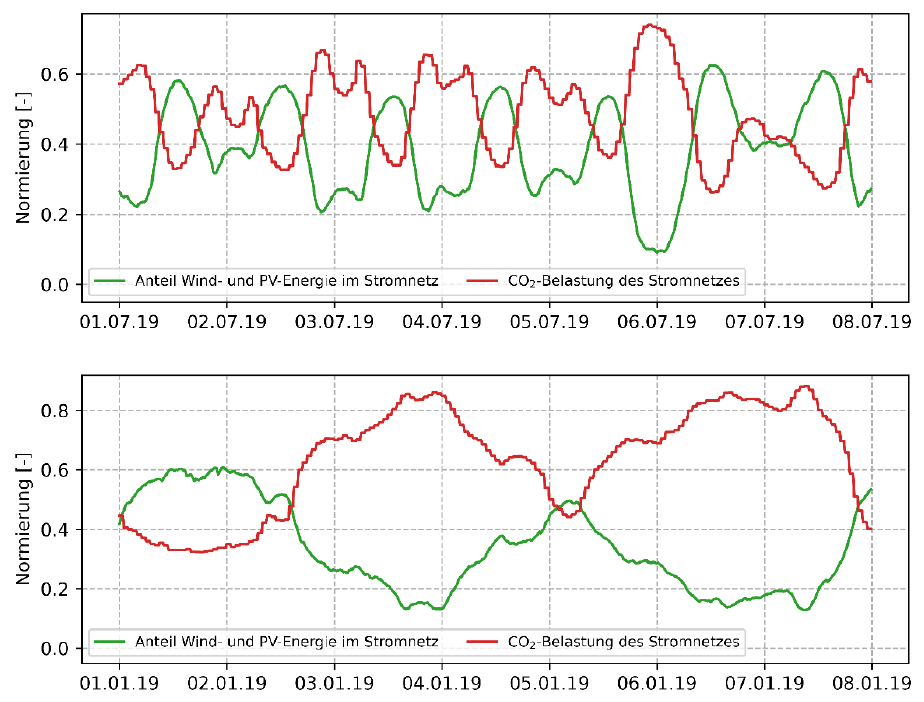 Normierung [-]
0.6
0.4
0.2
0.0
Anteil Wind- und PV-Energie im Stromnetz
CO₂-Belastung des Stromnetzes
01.07.19 02.07.19 03.07.19 04.07.19 05.07.19 06.07.19 07.07.19 08.07.19
Normierung [-]
0.8
0.6
0.4
0.2
0.0
Anteil Wind- und PV-Energie im Stromnetz
CO₂-Belastung des Stromnetzes
01.01.19 02.01.19 03.01.19 04.01.19 05.01.19 06.01.19 07.01.19 08.01.19